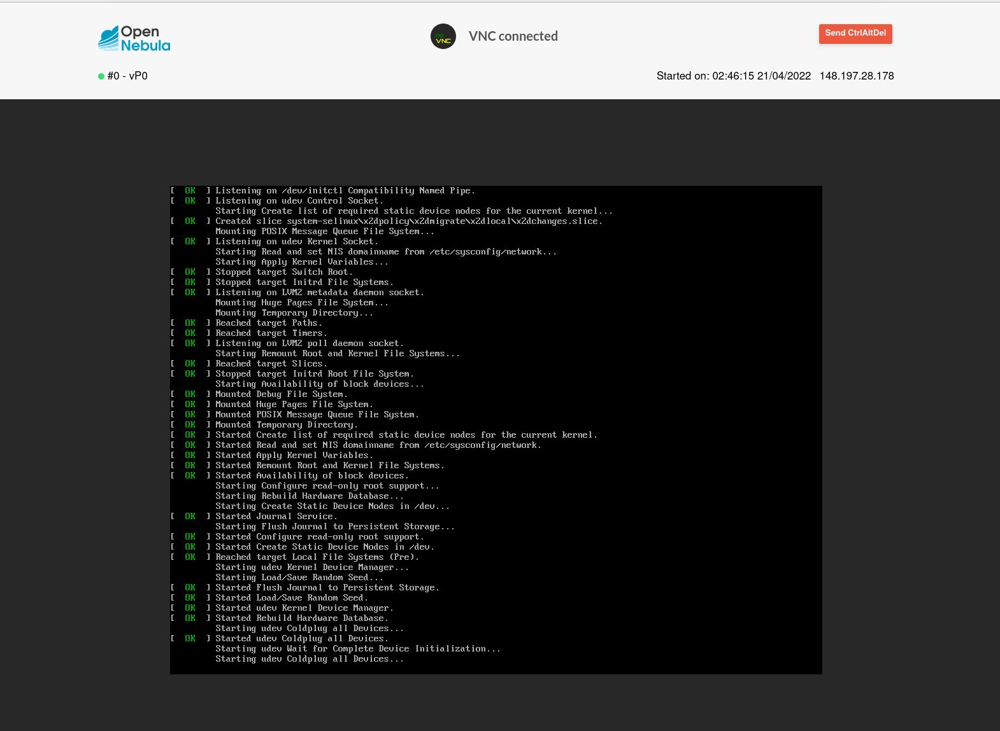 Open
Nebula
no
VNC
VNC connected
Send CtrlAltDel
#0 - vP0
Started on: 02:46:15 21/04/2022 148.197.28.178
[  OK  ] Listening on /dev/initctl Compatibility Named Pipe.
[  OK  ] Listening on udev Control Socket.
Starting Create list of required static device nodes for the current kernel...
[  OK  ] Created slice system-selinux\x2dpolicy\x2dmigrate\x2dlocal\x2dchanges.slice.
Mounting POSIX Message Queue File System...
[  OK  ] Listening on udev Kernel Socket.
Starting Read and set NIS domainname from /etc/sysconfig/network...
Starting Apply Kernel Variables...
[  OK  ] Stopped target Switch Root.
[  OK  ] Stopped target Initrd File Systems.
[  OK  ] Listening on LVM2 metadata daemon socket.
Mounting Huge Pages File System...
Mounting Temporary Directory...
[  OK  ] Reached target Paths.
[  OK  ] Reached target Timers.
[  OK  ] Listening on LVM2 poll daemon socket.
Starting Remount Root and Kernel File Systems...
[  OK  ] Reached target Slices.
[  OK  ] Stopped target Initrd Root File System.
Starting Availability of block devices...
[  OK  ] Mounted Debug File System.
[  OK  ] Mounted Huge Pages File System.
[  OK  ] Mounted POSIX Message Queue File System.
[  OK  ] Mounted Temporary Directory.
[  OK  ] Started Create list of required static device nodes for the current kernel.
[  OK  ] Started Read and set NIS domainname from /etc/sysconfig/network.
[  OK  ] Started Apply Kernel Variables.
[  OK  ] Started Remount Root and Kernel File Systems.
[  OK  ] Started Availability of block devices.
Starting Configure read-only root support...
Starting Rebuild Hardware Database...
Starting Create Static Device Nodes in /dev...
[  OK  ] Started Journal Service.
Starting Flush Journal to Persistent Storage...
[  OK  ] Started Configure read-only root support.
[  OK  ] Started Create Static Device Nodes in /dev.
[  OK  ] Reached target Local File Systems (Pre).
Starting udev Kernel Device Manager...
Starting Load/Save Random Seed...
[  OK  ] Started Flush Journal to Persistent Storage.
[  OK  ] Started Load/Save Random Seed.
[  OK  ] Started udev Kernel Device Manager.
[  OK  ] Started Rebuild Hardware Database.
Starting udev Coldplug all Devices...
[  OK  ] Started udev Coldplug all Devices.
Starting udev Wait for Complete Device Initialization...
Starting udev Coldplug all Devices...